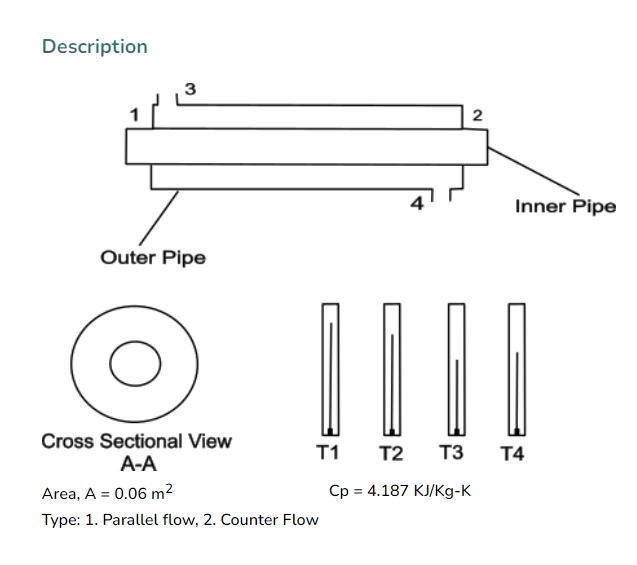 Description
3
1
2
4
Inner Pipe
Outer Pipe
Cross Sectional View
A-A
T1 T2 T3 T4
Area, A = 0.06 m²
Cp = 4.187 KJ/Kg-K
Type: 1. Parallel flow, 2. Counter Flow